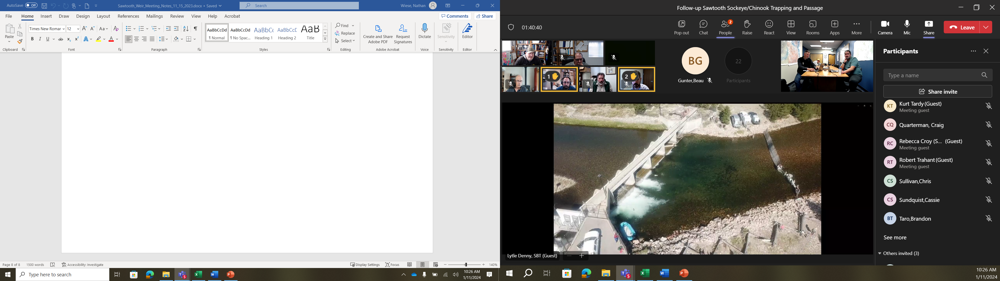 AutoSave Off
Sawtooth_Weir_Meeting_Notes_11_15_2023.docx • Saved
Search
Wiese, Nathan
File Home Insert Draw Design Layout References Mailings Review View Help Acrobat
Comments Share
Paste
Times New Roman 12
Aa
B I U ab x₂ x² A A
AaBbCcDd AaBbCcDd AaBbCc AaBbCcE AaB
¶ Normal ¶ No Spac... Heading 1 Heading 2 Title
Find
Replace
Select
Create and Share
Adobe PDF
Request
Signatures
Dictate
Sensitivity
Editor
Clipboard Font Paragraph Styles Editing Adobe Acrobat Voice Sensitivity Editor
Page 8 of 8 1500 words Accessibility: Investigate
Display Settings Focus 140%
Type here to search
10:26 AM
1/11/2024
Follow-up Sawtooth Sockeye/Chinook Trapping and Passage
01:40:40
Pop out Chat People 2 Raise React View Rooms Apps More Camera Mic Share
Leave
1
2
BG
Gunter,Beau
22
Participants
Lytle Denny, SBT (Guest)
Participants
Type a name
Share invite
KT Kurt Tardy (Guest)
Meeting guest
CQ Quarterman, Craig
RC Rebecca Croy (S... (Guest)
Meeting guest
RT Robert Trahant (Guest)
Meeting guest
CS Sullivan,Chris
CS Sundquist,Cassie
BT Taro,Brandon
See more
Others invited (3)
10:26 AM
1/11/2024